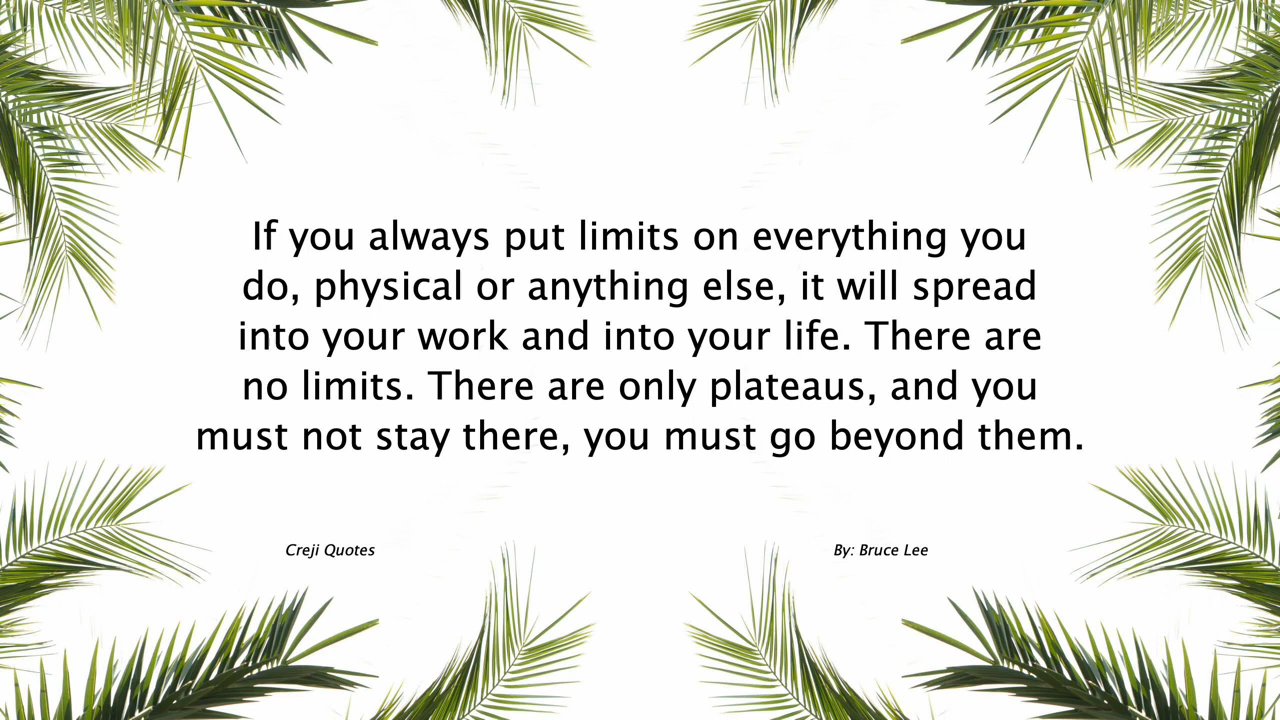 If you always put limits on everything you
do, physical or anything else, it will spread
into your work and into your life. There are
no limits. There are only plateaus, and you
must not stay there, you must go beyond them.
Creji Quotes
By: Bruce Lee